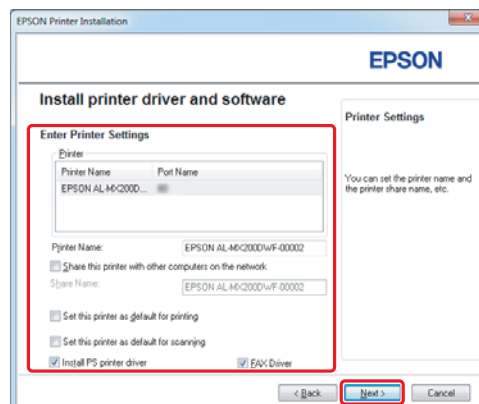 EPSON Printer Installation
EPSON
Install printer driver and software
Enter Printer Settings
Printer
Printer Name Port Name
EPSON AL-MX200D...
Printer Name: EPSON AL-MX200DWF-00002
Share this printer with other computers on the network
Share Name: EPSON AL-MX200DWF-00002
Set this printer as default for printing
Set this printer as default for scanning
Install PS printer driver FAX Driver
Printer Settings
You can set the printer name and
the printer share name, etc.
< Back Next > Cancel